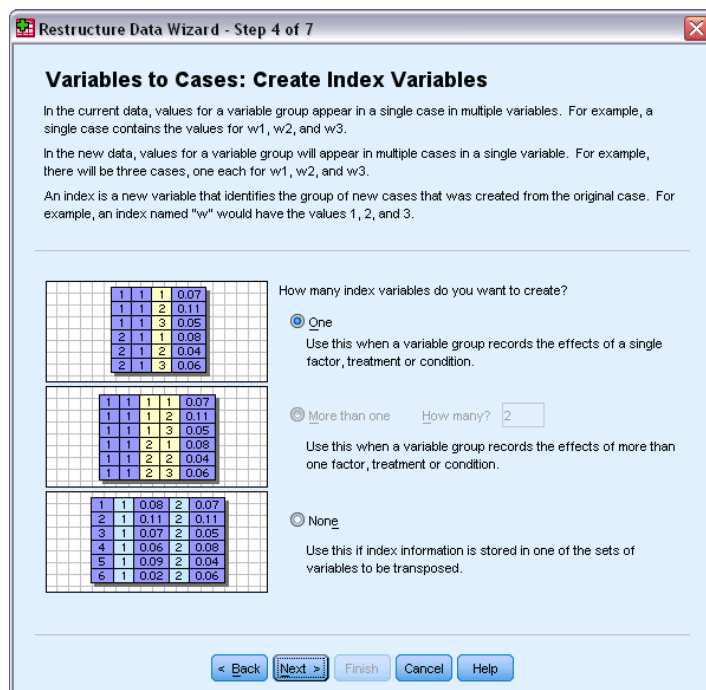 Restructure Data Wizard - Step 4 of 7
Variables to Cases: Create Index Variables
In the current data, values for a variable group appear in a single case in multiple variables. For example, a
single case contains the values for w1, w2, and w3.
In the new data, values for a variable group will appear in multiple cases in a single variable. For example,
there will be three cases, one each for w1, w2, and w3.
An index is a new variable that identifies the group of new cases that was created from the original case. For
example, an index named "w" would have the values 1, 2, and 3.
1 1 1 0.07
1 1 2 0.11
1 1 3 0.05
2 1 1 0.08
2 1 2 0.04
2 1 3 0.06
How many index variables do you want to create?
One
Use this when a variable group records the effects of a single
factor, treatment or condition.
1 1 1 1 0.07
1 1 1 2 0.11
1 1 1 3 0.05
1 1 2 1 0.08
1 1 2 2 0.04
1 1 2 3 0.06
More than one How many? 2
Use this when a variable group records the effects of more than
one factor, treatment or condition.
1 1 0.08 2 0.07
2 1 0.11 2 0.11
3 1 0.07 2 0.05
4 1 0.06 2 0.08
5 1 0.09 2 0.04
6 1 0.02 2 0.06
None
Use this if index information is stored in one of the sets of
variables to be transposed.
< Back Next > Finish Cancel Help